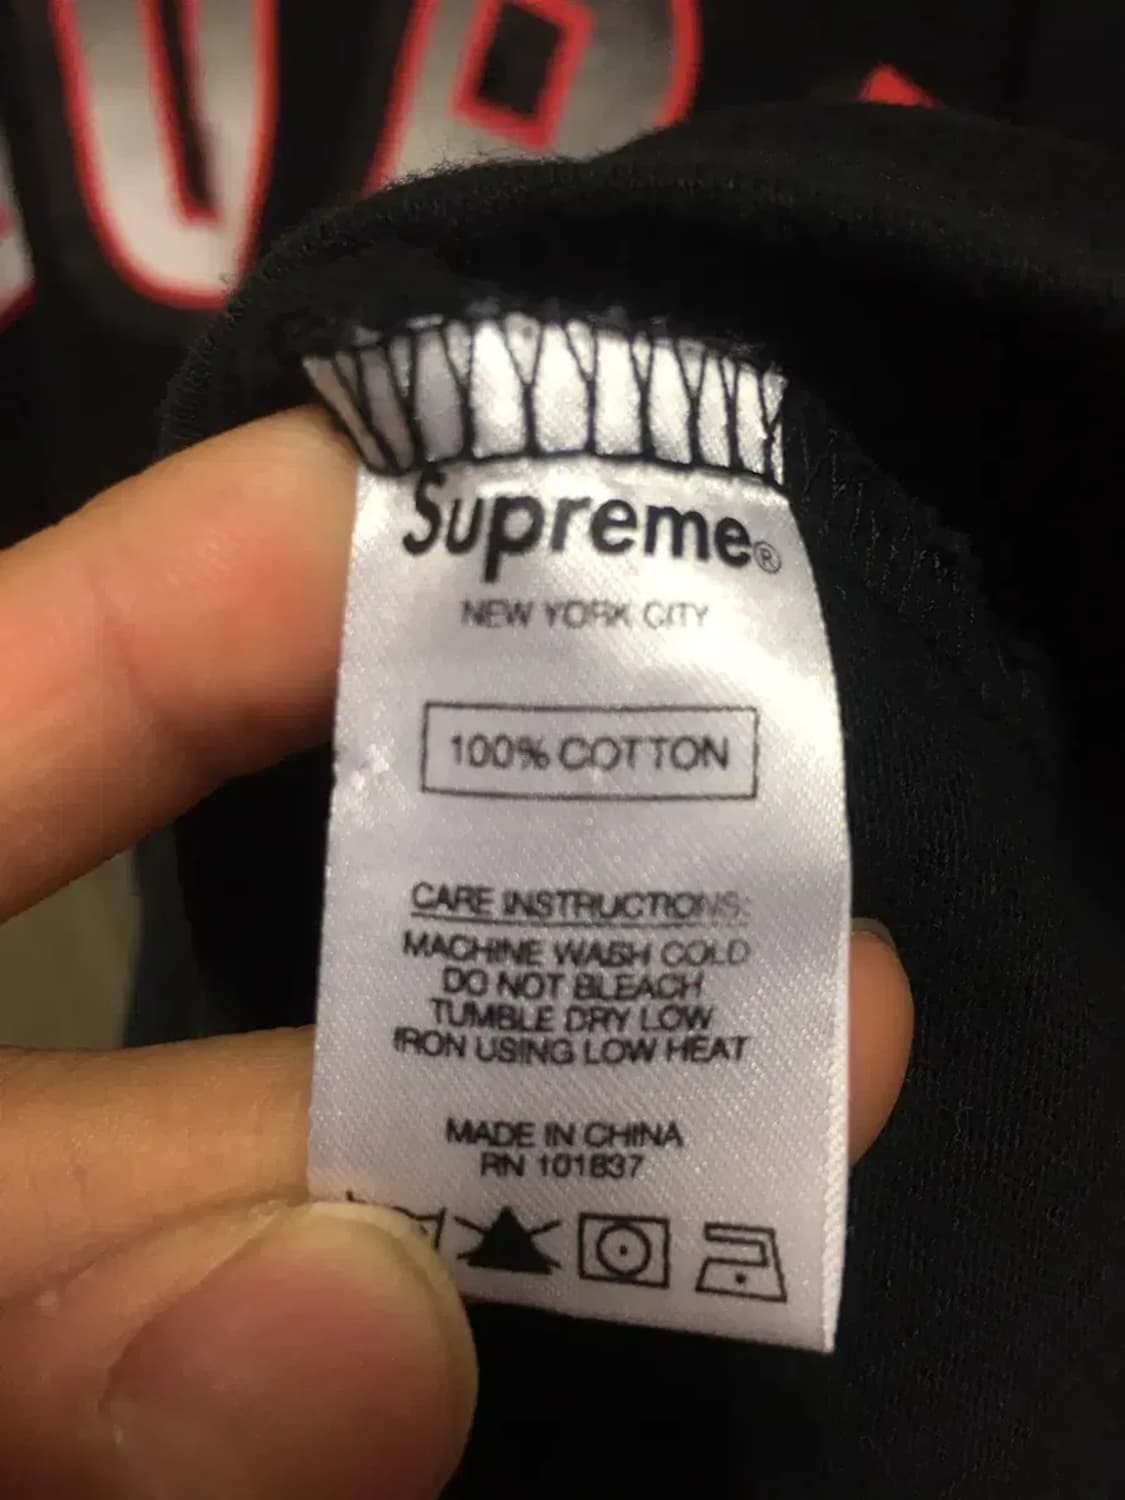 Supreme®
NEW YORK CITY
100% COTTON
CARE INSTRUCTIONS:
MACHINE WASH COLD
DO NOT BLEACH
TUMBLE DRY LOW
IRON USING LOW HEAT
MADE IN CHINA
RN 101837